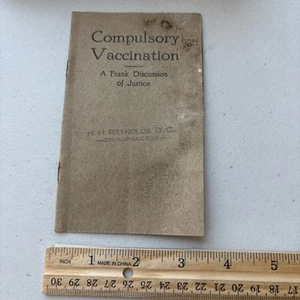 Compulsory
Vaccination
A Frank Discussion
of Justice
H. H. REYNOLDS D. C.
—CHIROPRACTOR—
INCH
MADE IN CHINA
1 2 3 4 5
30 29 28 27 26 25 24 23 22 21 20 19 18 17